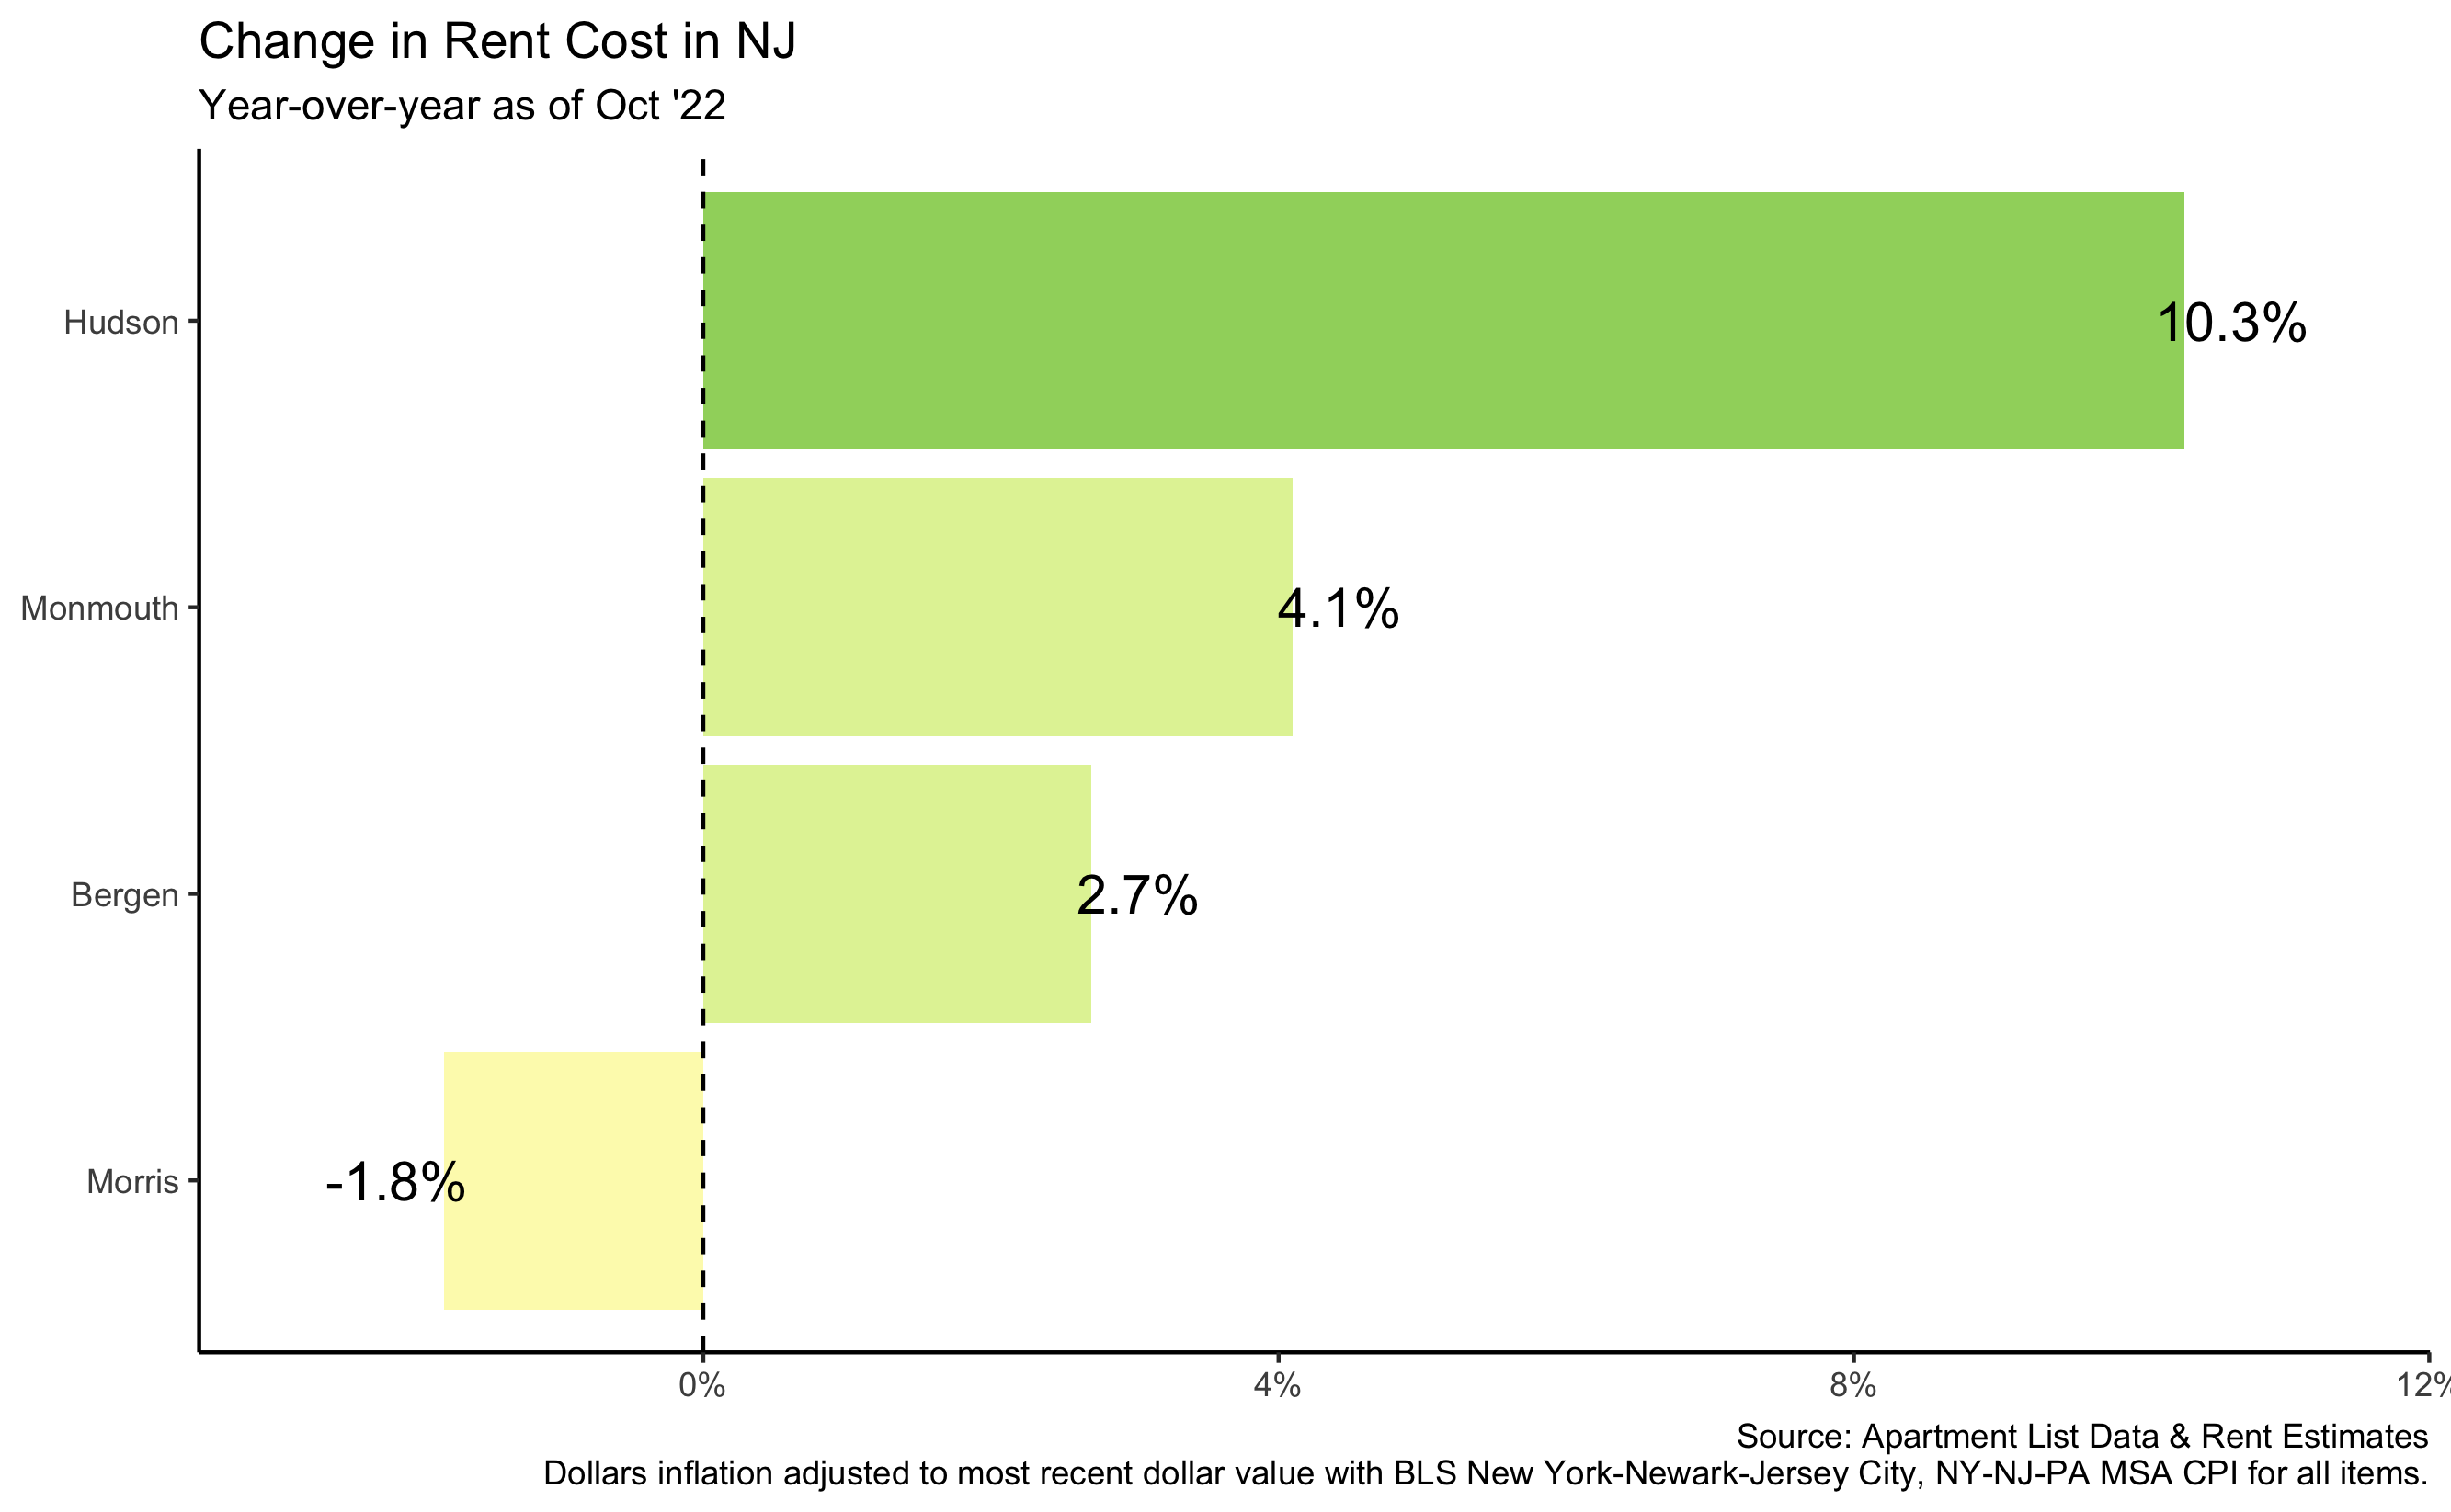 Change in Rent Cost in NJ
Year-over-year as of Oct '22
Hudson
10.3%
Monmouth
4.1%
Bergen
2.7%
Morris
-1.8%
0%
4%
8%
12%
Source: Apartment List Data & Rent Estimates
Dollars inflation adjusted to most recent dollar value with BLS New York-Newark-Jersey City, NY-NJ-PA MSA CPI for all items.